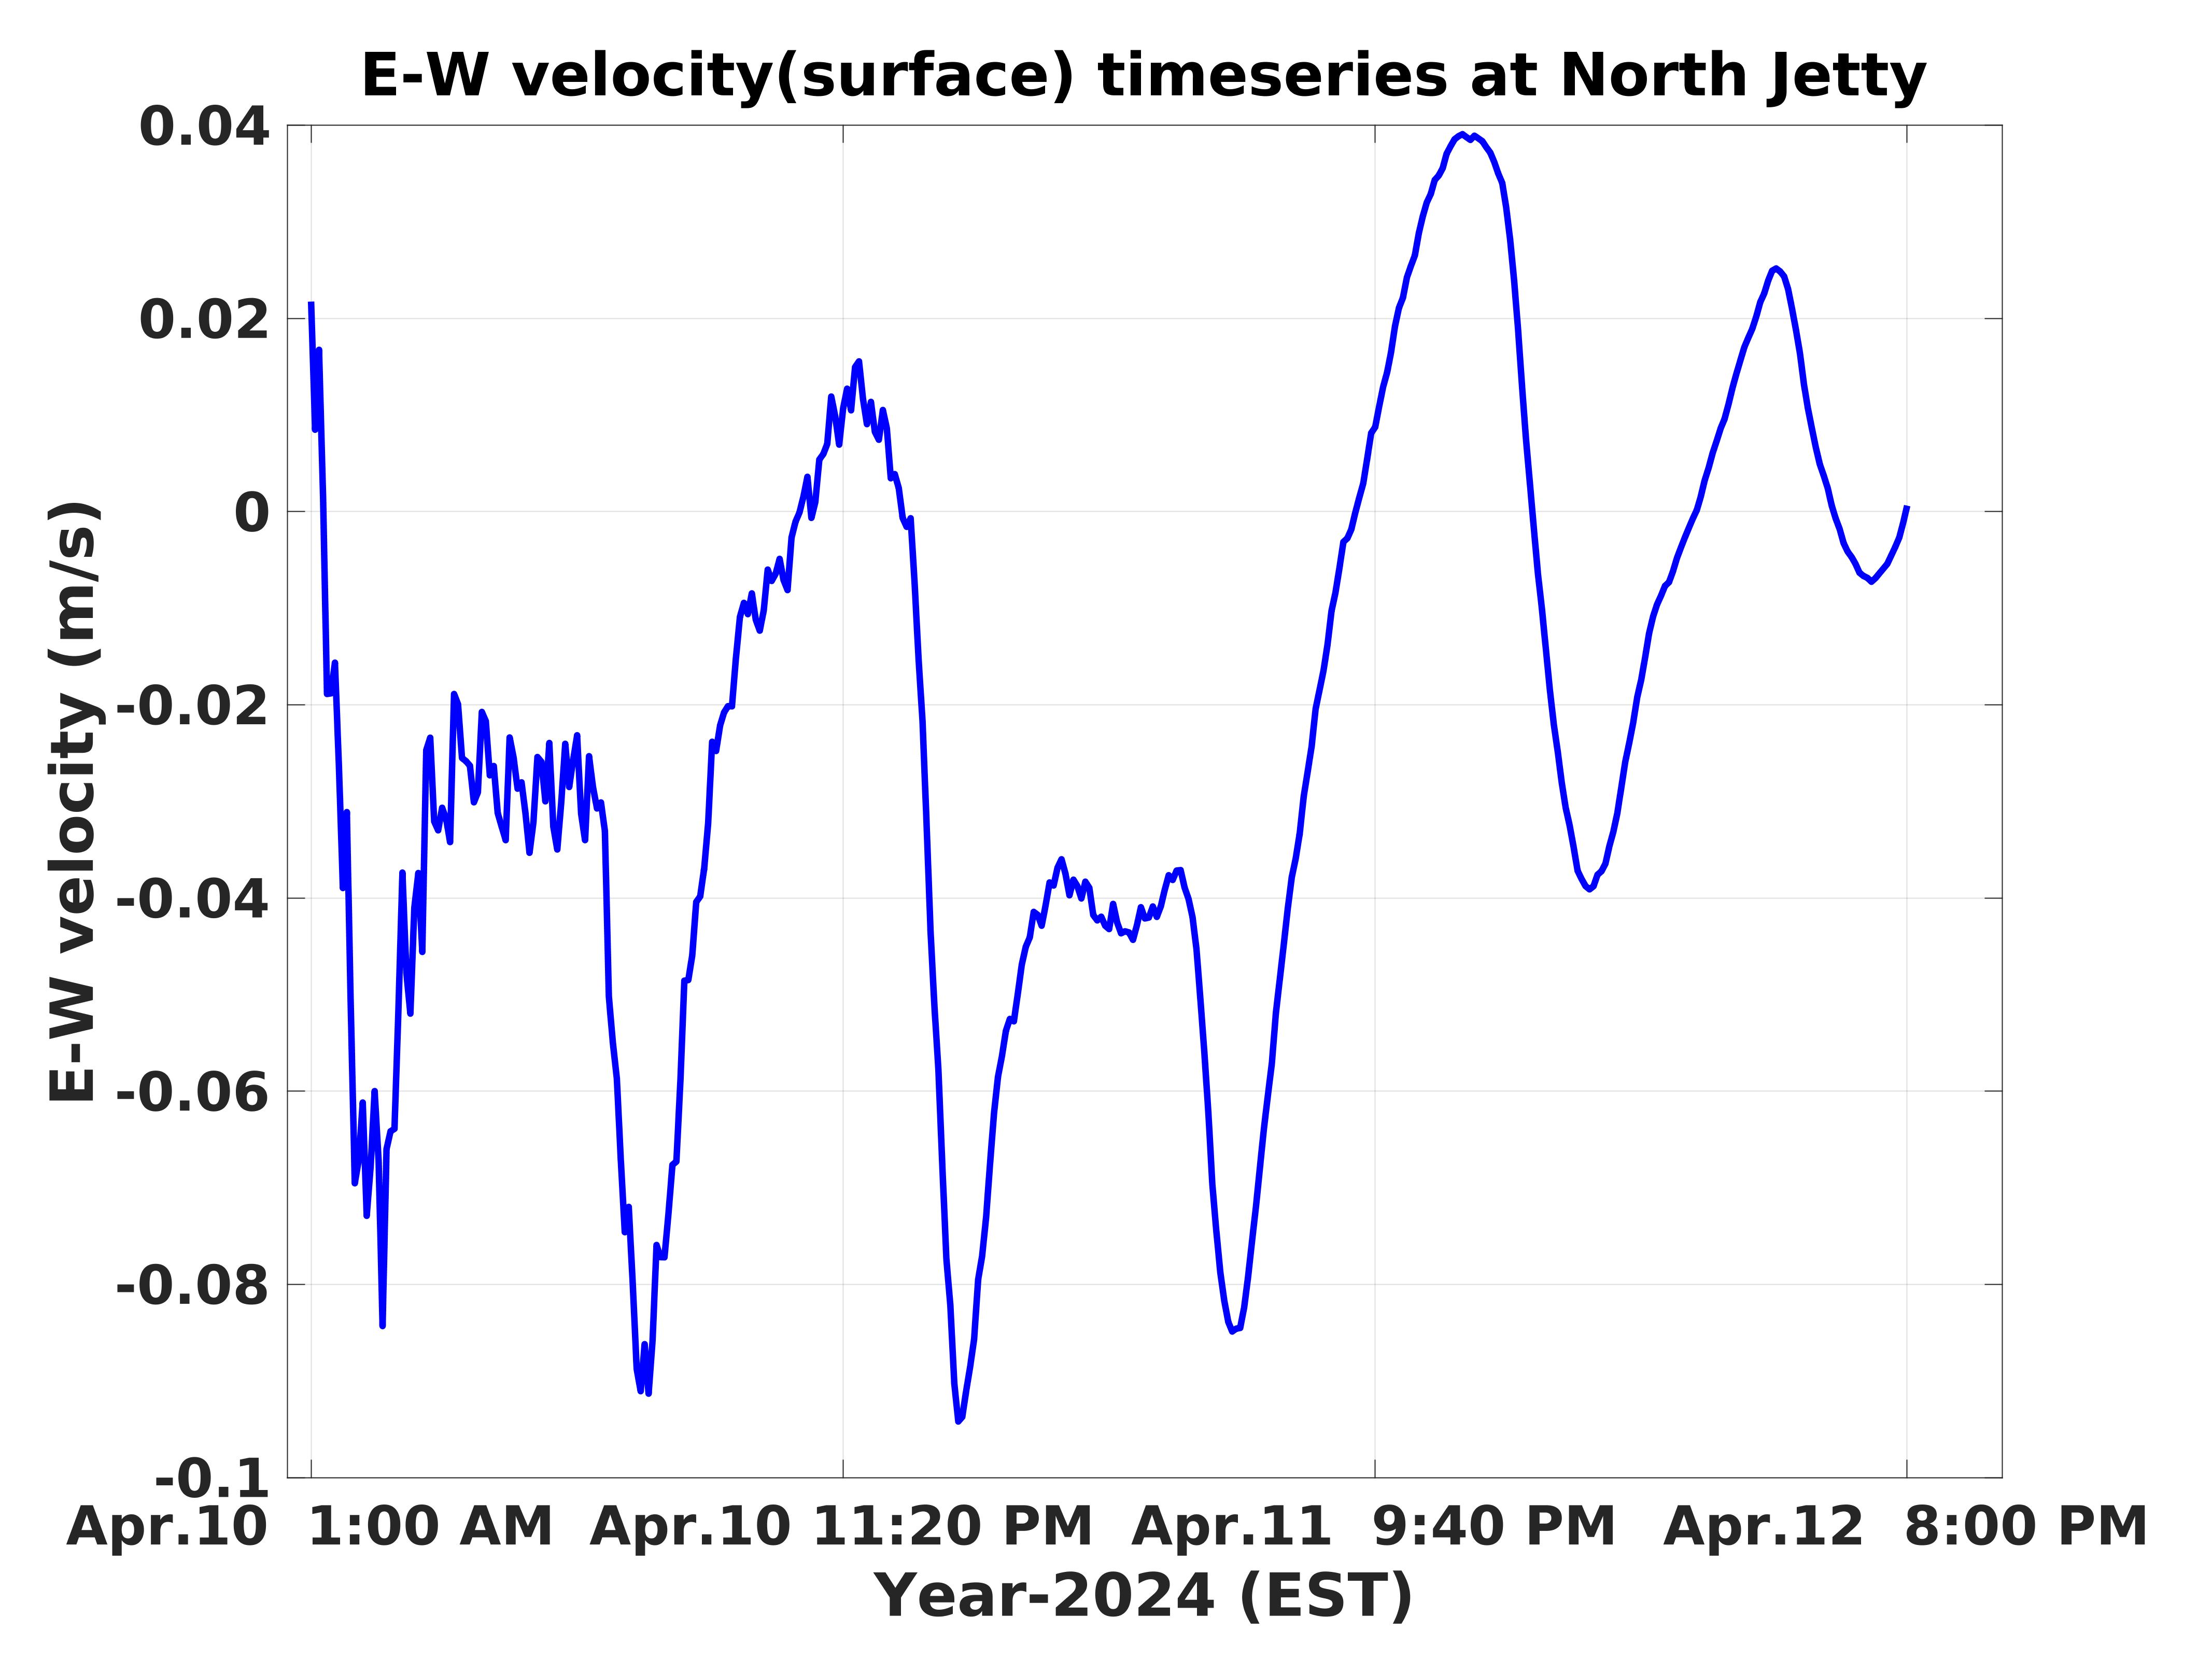 E-W velocity(surface) timeseries at North Jetty
0.04
0.02
0
-0.02
-0.04
-0.06
-0.08
-0.1
E-W velocity (m/s)
Apr.10 1:00 AM Apr.10 11:20 PM Apr.11 9:40 PM Apr.12 8:00 PM
Year-2024 (EST)